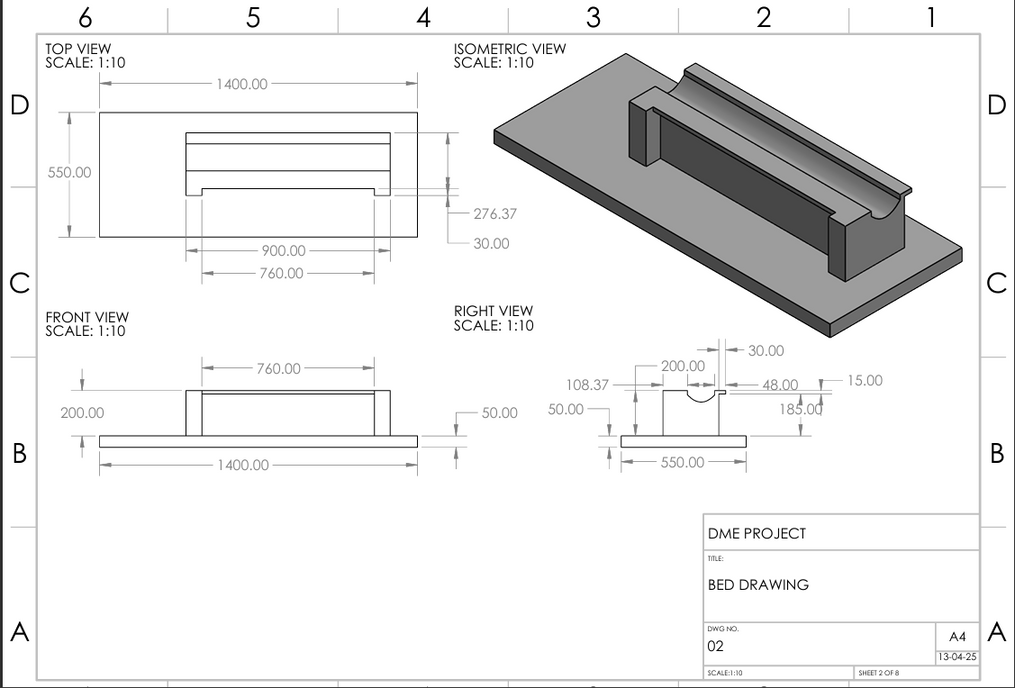 6
5
4
3
2
1
D
D
TOP VIEW
SCALE: 1:10
1400.00
550.00
276.37
30.00
900.00
760.00
ISOMETRIC VIEW
SCALE: 1:10
C
C
FRONT VIEW
SCALE: 1:10
760.00
200.00
50.00
1400.00
RIGHT VIEW
SCALE: 1:10
30.00
200.00
108.37
48.00
15.00
50.00
185.00
550.00
B
B
DME PROJECT
TITLE:
BED DRAWING
DWG NO.
02
A4
13-04-25
SCALE:1:10
SHEET 2 OF 8
A
A